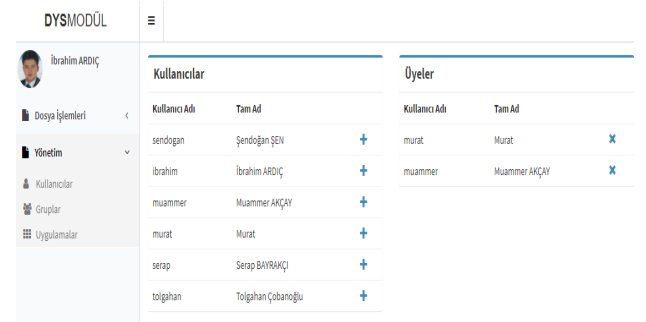 DYSMODÜL
İbrahim ARDIÇ
Dosya İşlemleri
Yönetim
Kullanıcılar
Gruplar
Uygulamalar
Kullanıcılar
Kullanıcı Adı Tam Ad
sendogan Şendoğan ŞEN
ibrahim İbrahim ARDIÇ
muammer Muammer AKÇAY
murat Murat
serap Serap BAYRAKÇI
tolgahan Tolgahan Çobanoğlu
Üyeler
Kullanıcı Adı Tam Ad
murat Murat
muammer Muammer AKÇAY